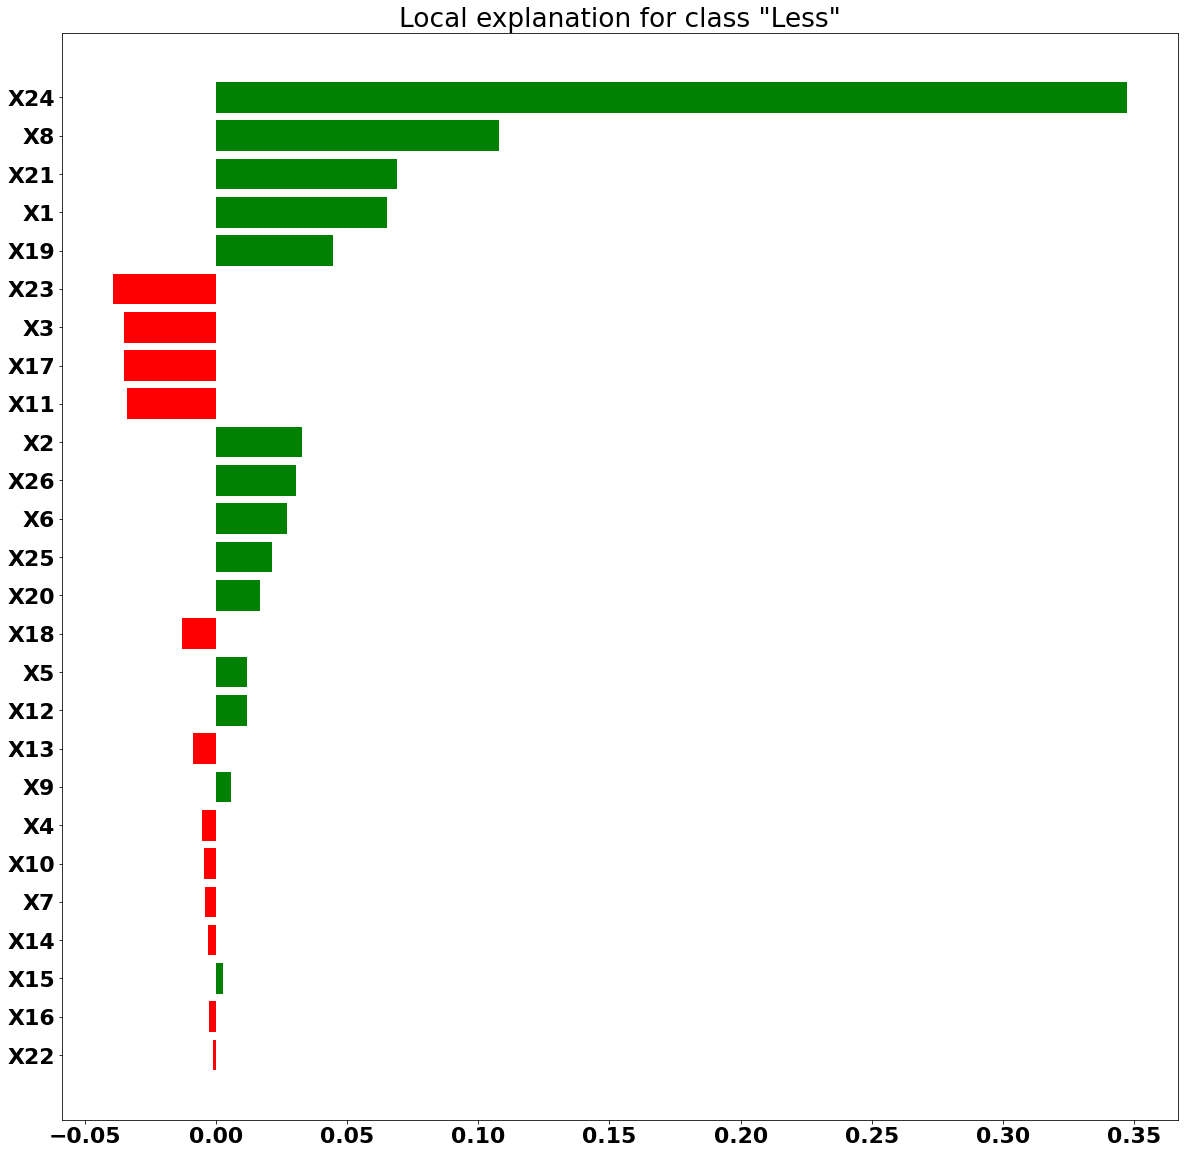 Local explanation for class "Less"
X24
X8
X21
X1
X19
X23
X3
X17
X11
X2
X26
X6
X25
X20
X18
X5
X12
X13
X9
X4
X10
X7
X14
X15
X16
X22
−0.05 0.00 0.05 0.10 0.15 0.20 0.25 0.30 0.35